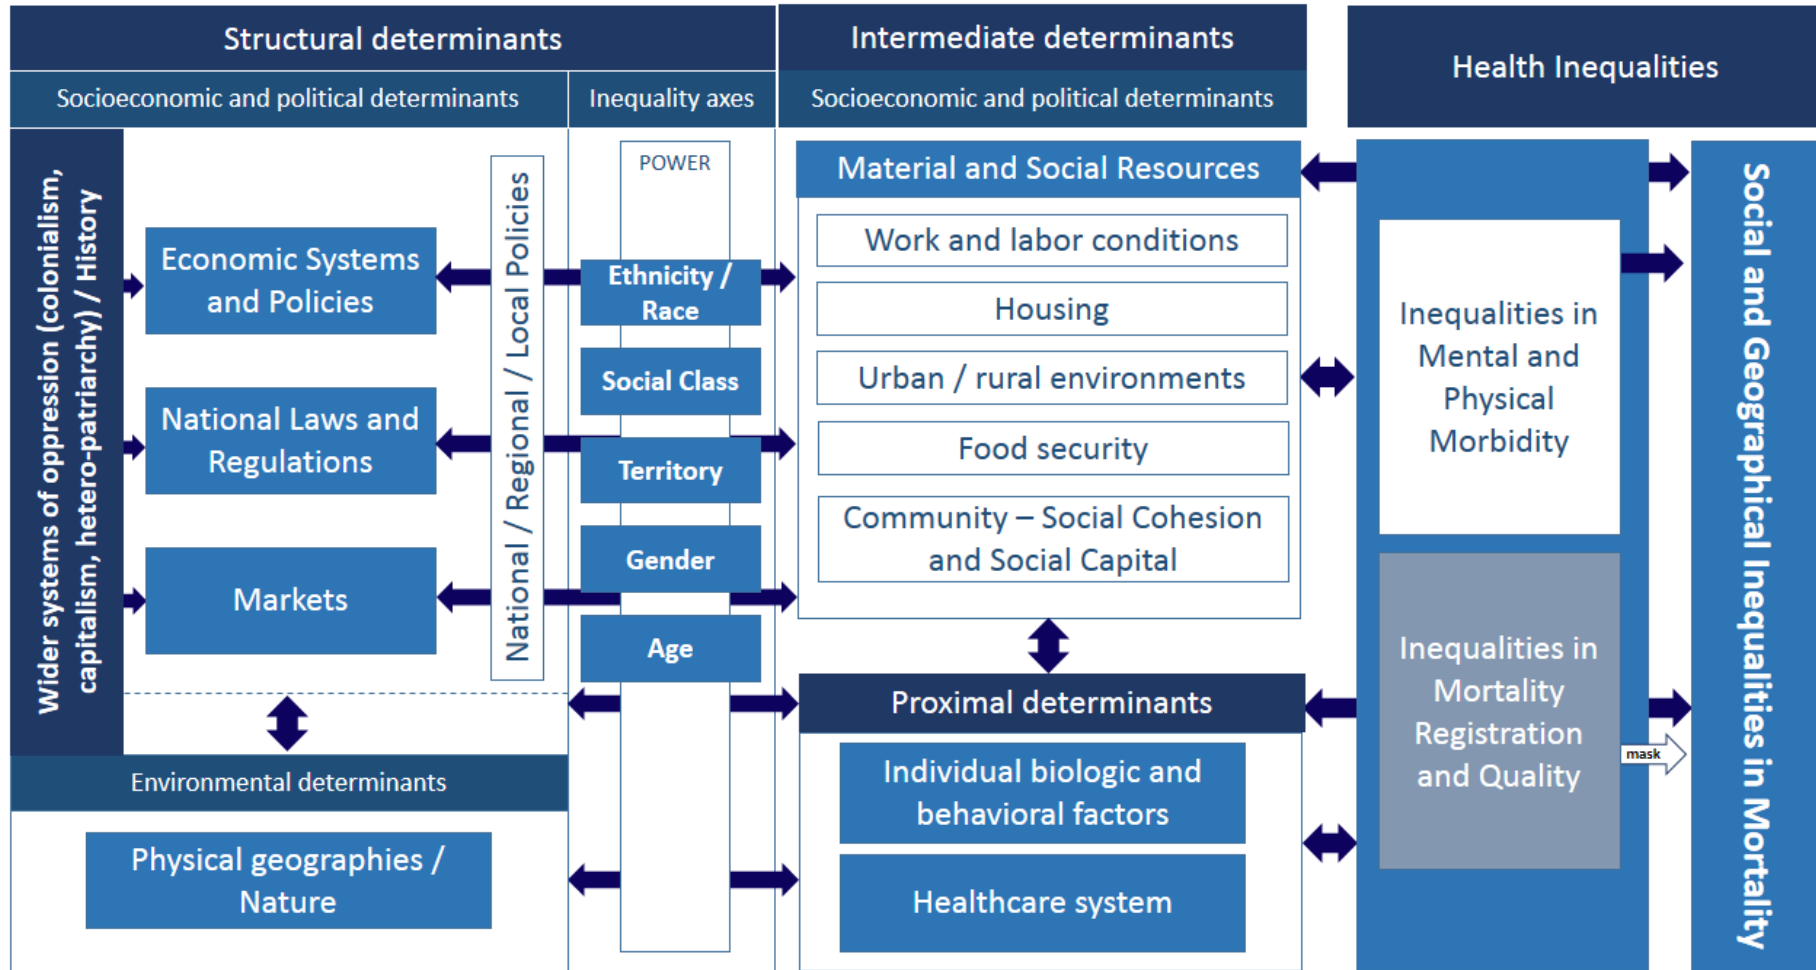 Structural determinants
Intermediate determinants
Health Inequalities
Socioeconomic and political determinants
Inequality axes
Socioeconomic and political determinants
Wider systems of oppression (colonialism,
capitalism, hetero-patriarchy) / History
Economic Systems
and Policies
National Laws and
Regulations
Markets
National / Regional / Local Policies
POWER
Ethnicity /
Race
Social Class
Territory
Gender
Age
Material and Social Resources
Work and labor conditions
Housing
Urban / rural environments
Food security
Community – Social Cohesion
and Social Capital
Proximal determinants
Individual biologic and
behavioral factors
Healthcare system
Environmental determinants
Physical geographies /
Nature
Inequalities in
Mental and
Physical
Morbidity
Inequalities in
Mortality
Registration
and Quality
mask
Social and Geographical Inequalities in Mortality